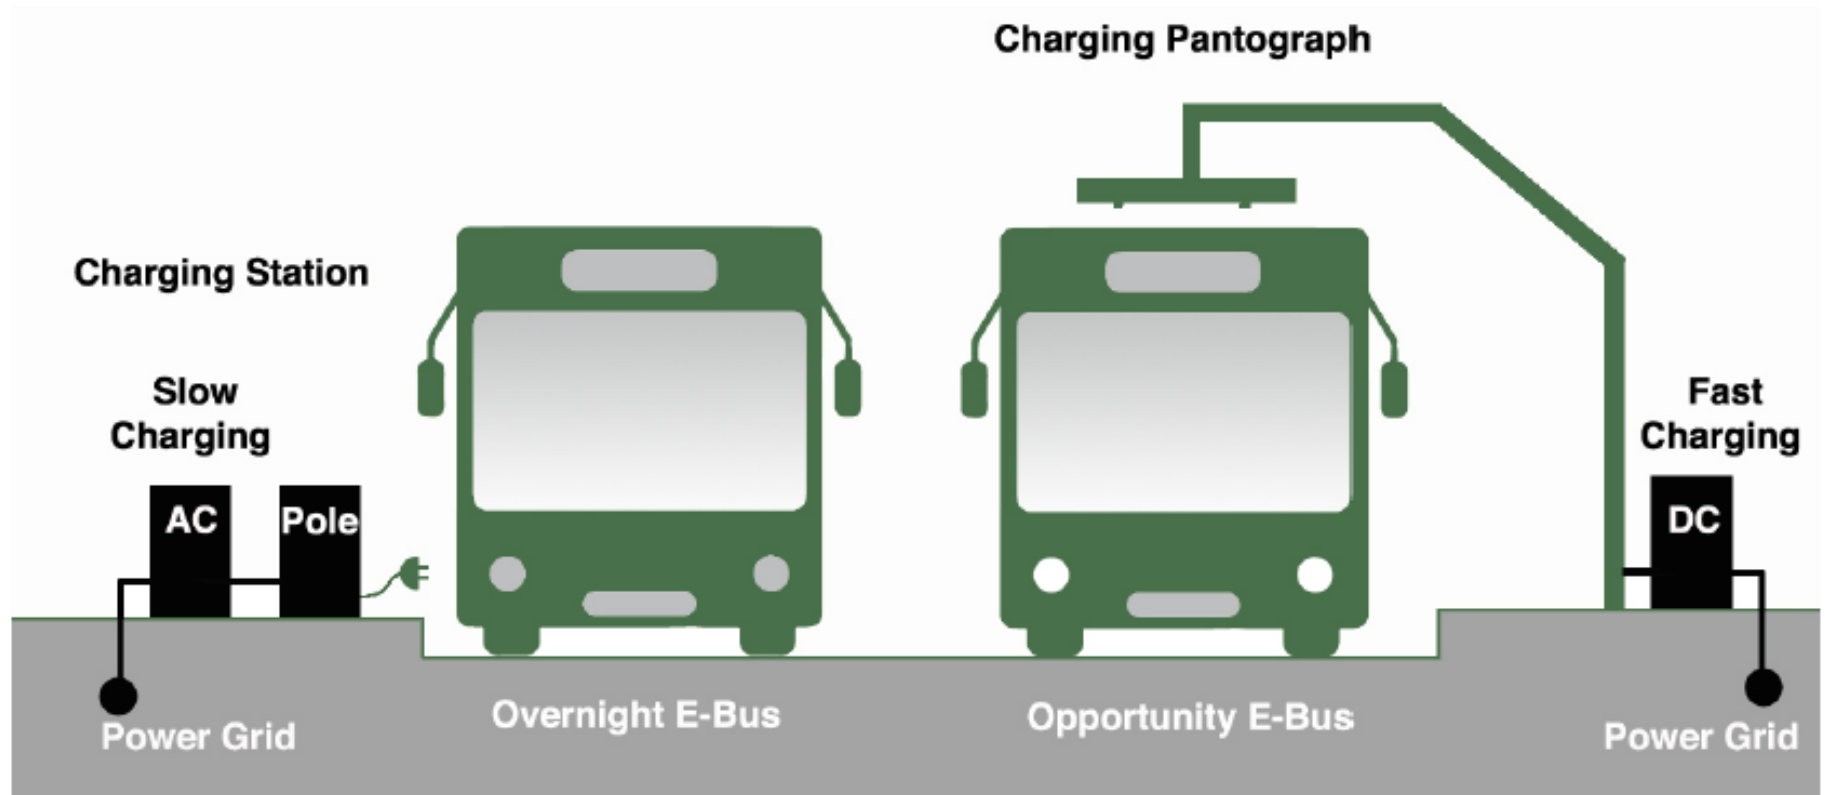 Charging Pantograph
Charging Station
Slow
Charging
Fast
Charging
AC
Pole
DC
Overnight E-Bus
Opportunity E-Bus
Power Grid
Power Grid